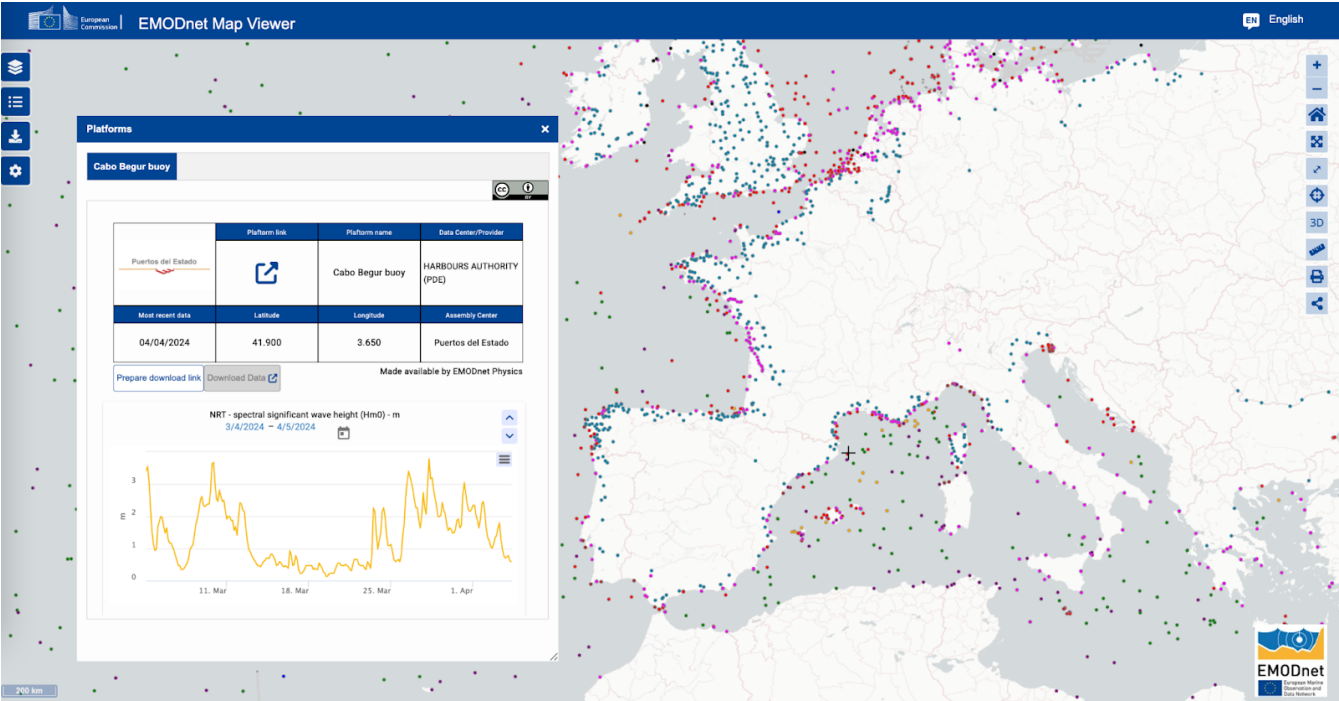 European
Commission
EMODnet Map Viewer
EN English
Platforms ×
Cabo Begur buoy
cc BY
Plaftorm link Plaftorm name Data Center/Provider
Puertos del Estado
Cabo Begur buoy
HARBOURS AUTHORITY
(PDE)
Most recent data Latitude Longitude Assembly Center
04/04/2024 41.900 3.650 Puertos del Estado
Prepare download link Download Data
Made available by EMODnet Physics
NRT - spectral significant wave height (Hm0) - m
3/4/2024 – 4/5/2024
3
2
m
1
0
11. Mar 18. Mar 25. Mar 1. Apr
+
−
3D
200 km
EMODnet
European Marine
Observation and
Data Network